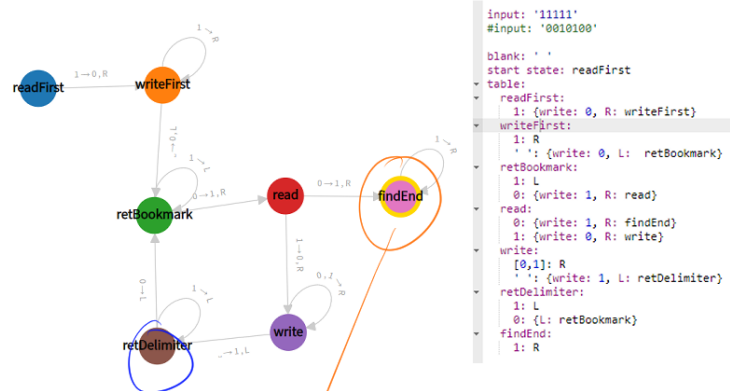 1→R
1→R
readFirst
1→0,R
writeFirst
' '→0,L
1→L
0→1,R
retBookmark
read
0→1,R
findEnd
1→0,R
0,1→R
0→L
1→L
retDelimiter
' '→1,L
write
input: '11111'
#input: '0010100'
blank: ' '
start state: readFirst
table:
readFirst:
1: {write: 0, R: writeFirst}
writeFirst:
1: R
' ': {write: 0, L: retBookmark}
retBookmark:
1: L
0: {write: 1, R: read}
read:
0: {write: 1, R: findEnd}
1: {write: 0, R: write}
write:
[0,1]: R
' ': {write: 1, L: retDelimiter}
retDelimiter:
1: L
0: {L: retBookmark}
findEnd:
1: R